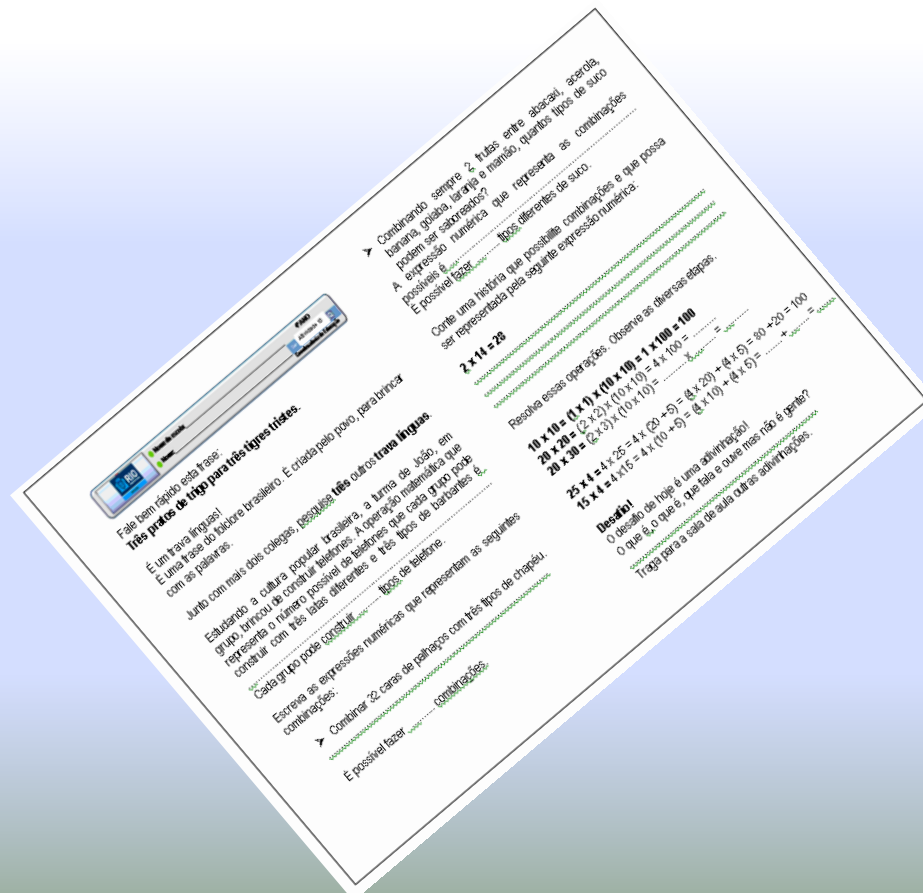 4º ANO
RIO
Nome da escola:
Nome:
Fale bem rápido esta frase:
Três pratos de trigo para três tigres tristes.
É um trava línguas!
É uma frase do folclore brasileiro. É criada pelo povo, para brincar
com as palavras.
Junto com mais dois colegas, pesquise três outros trava línguas.
Estudando a cultura popular brasileira, a turma de João, em
grupo, brincou de construir telefones. A operação matemática que
representa o número possível de telefones que cada grupo pode
construir com três latas diferentes e três tipos de barbantes é
Cada grupo pode construir .......... tipos de telefone.
Escreva as expressões numéricas que representam as seguintes
combinações:
➢ Combinar 32 caras de palhaços com três tipos de chapéu.
É possível fazer .......... combinações.
➢ Combinando sempre 2 frutas entre abacaxi, acerola,
banana, goiaba, laranja e mamão, quantos tipos de suco
podem ser saboreados?
A expressão numérica que representa as combinações
possíveis é
É possível fazer .......... tipos diferentes de suco.
Conte uma história que possibilite combinações e que possa
ser representada pela seguinte expressão numérica:
2 x 14 = 28
Resolva essas operações. Observe as diversas etapas.
10 x 10 = (1 x 1) x (10 x 10) = 1 x 100 = 100
20 x 20 = (2 x 2) x (10 x 10) = 4 x 100 = ..........
20 x 30 = (2 x 3) x (10 x 10) = .......... x .......... = ..........
25 x 4 = 4 x 25 = 4 x (20 + 5) = (4 x 20) + (4 x 5) = 80 + 20 = 100
15 x 4 = 4 x 15 = 4 x (10 + 5) = (4 x 10) + (4 x 5) = .......... + .......... = ..........
Desafio!
O desafio de hoje é uma adivinhação!
O que é, o que é, que fala e ouve mas não é gente?
Traga para a sala de aula outras adivinhações.